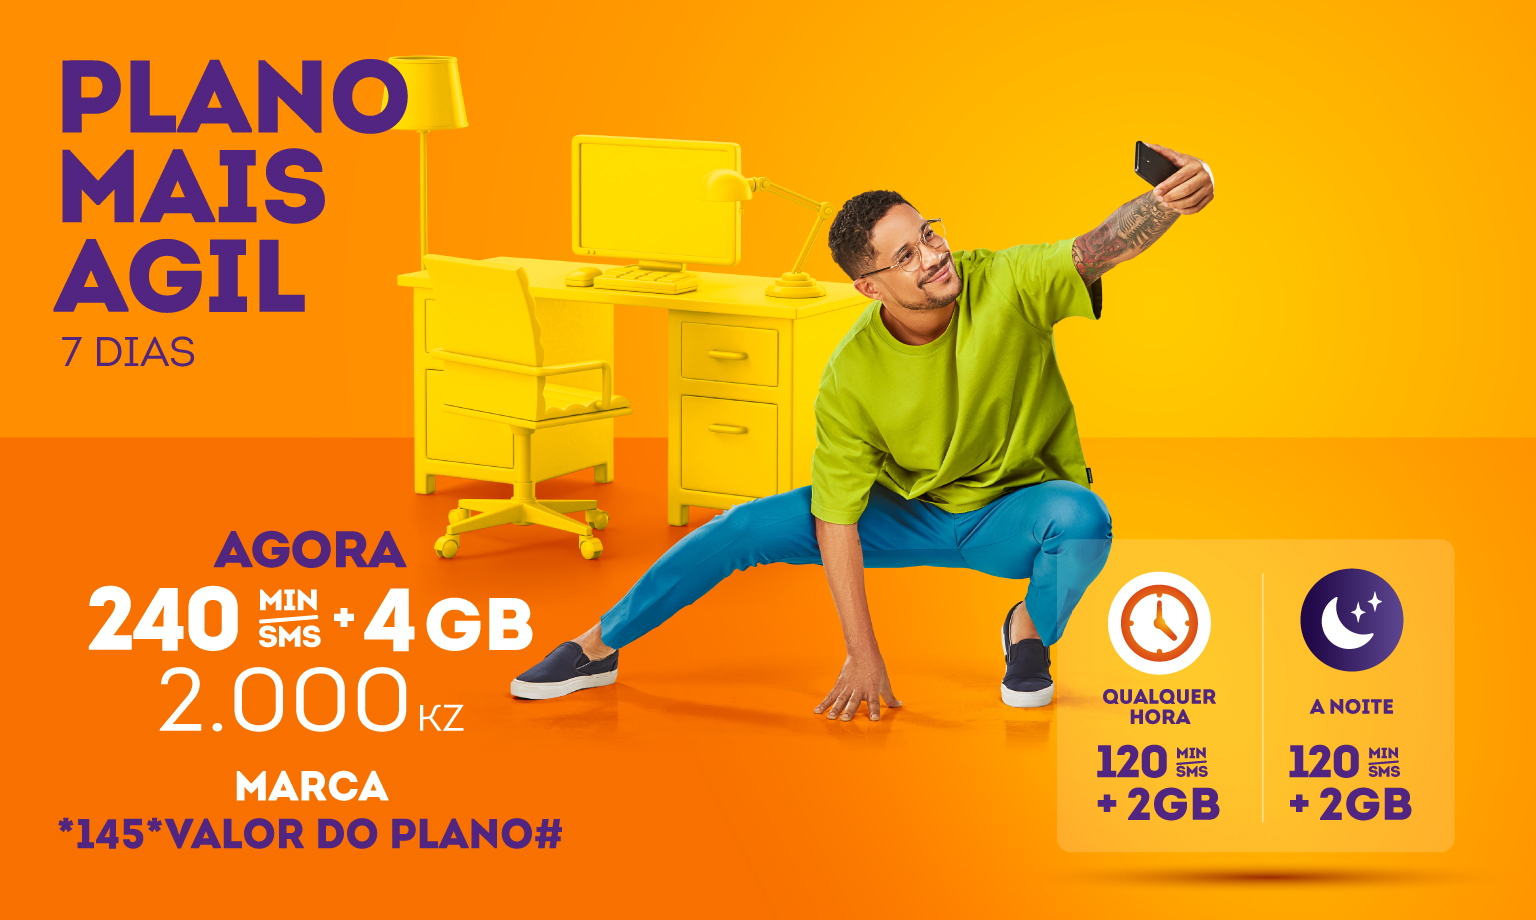 PLANO
MAIS
AGIL
7 DIAS
AGORA
240 MIN/SMS + 4 GB
2.000 KZ
MARCA
*145*VALOR DO PLANO#
QUALQUER
HORA
120 MIN/SMS
+ 2GB
A NOITE
120 MIN/SMS
+ 2GB